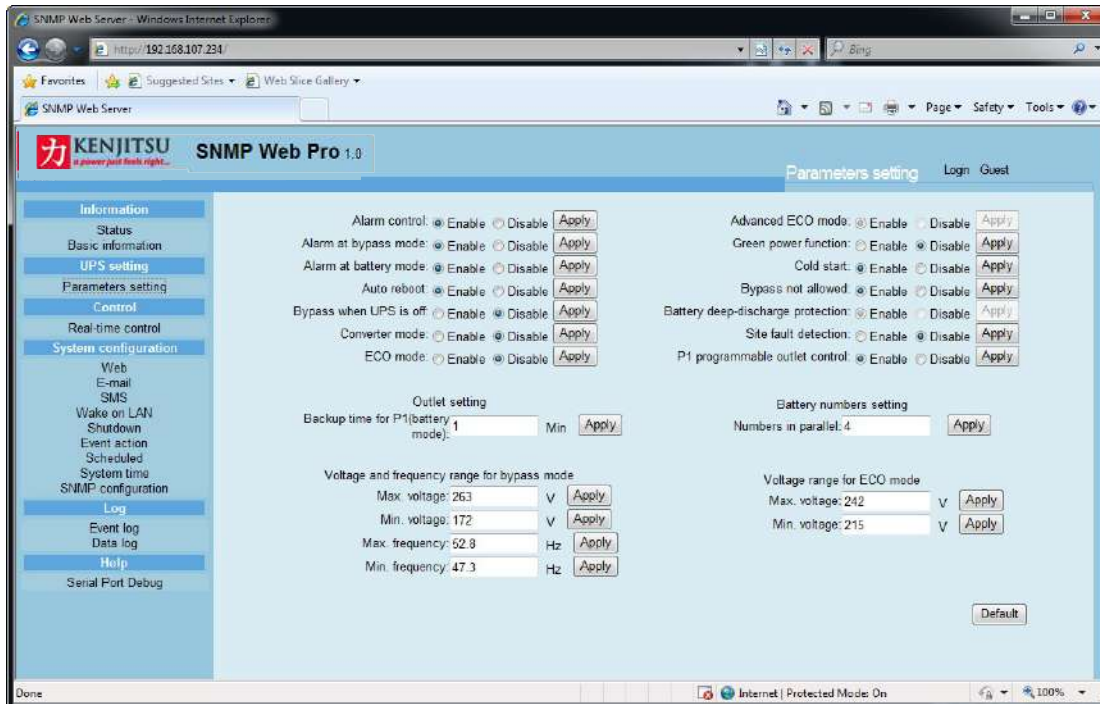 SNMP Web Server - Windows Internet Explorer
http://192.168.107.234/
Bing
Favorites Suggested Sites Web Slice Gallery
SNMP Web Server
Page Safety Tools
力 KENJITSU
a power just feels right...
SNMP Web Pro 1.0
Parameters setting
Login Guest
Information
Status
Basic information
UPS setting
Parameters setting
Control
Real-time control
System configuration
Web
E-mail
SMS
Wake on LAN
Shutdown
Event action
Scheduled
System time
SNMP configuration
Log
Event log
Data log
Help
Serial Port Debug
Alarm control: Enable Disable Apply
Alarm at bypass mode: Enable Disable Apply
Alarm at battery mode: Enable Disable Apply
Auto reboot: Enable Disable Apply
Bypass when UPS is off: Enable Disable Apply
Converter mode: Enable Disable Apply
ECO mode: Enable Disable Apply
Advanced ECO mode: Enable Disable Apply
Green power function: Enable Disable Apply
Cold start: Enable Disable Apply
Bypass not allowed: Enable Disable Apply
Battery deep-discharge protection: Enable Disable Apply
Site fault detection: Enable Disable Apply
P1 programmable outlet control: Enable Disable Apply
Outlet setting
Backup time for P1(battery
mode): 1 Min Apply
Battery numbers setting
Numbers in parallel: 4 Apply
Voltage and frequency range for bypass mode
Max. voltage: 263 V Apply
Min. voltage: 172 V Apply
Max. frequency: 52.8 Hz Apply
Min. frequency: 47.3 Hz Apply
Voltage range for ECO mode
Max. voltage: 242 V Apply
Min. voltage: 215 V Apply
Default
Done
Internet | Protected Mode: On
100%